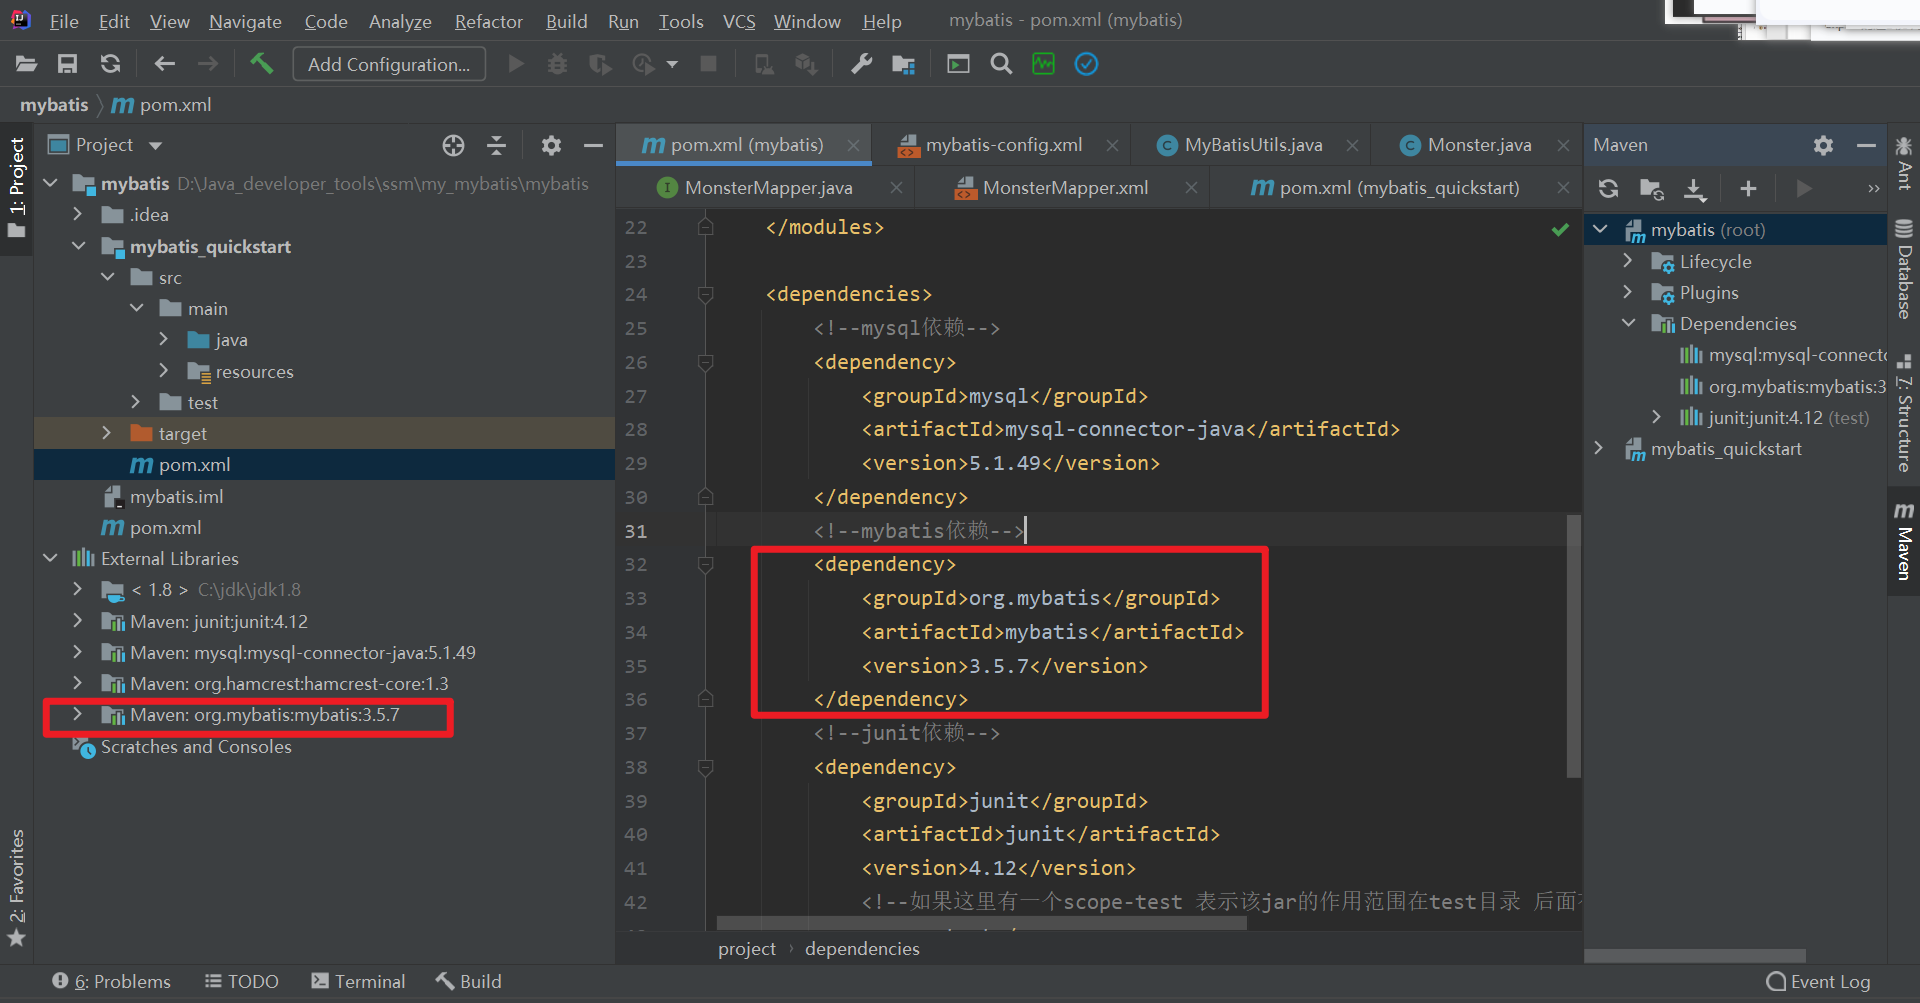 File Edit View Navigate Code Analyze Refactor Build Run Tools VCS Window Help mybatis - pom.xml (mybatis)
Add Configuration...
mybatis pom.xml
1: Project
2: Favorites
Project
mybatis D:\Java_developer_tools\ssm\my_mybatis\mybatis
.idea
mybatis_quickstart
src
main
java
resources
test
target
pom.xml
mybatis.iml
pom.xml
External Libraries
< 1.8 > C:\jdk\jdk1.8
Maven: junit:junit:4.12
Maven: mysql:mysql-connector-java:5.1.49
Maven: org.hamcrest:hamcrest-core:1.3
Maven: org.mybatis:mybatis:3.5.7
Scratches and Consoles
pom.xml (mybatis) mybatis-config.xml MyBatisUtils.java Monster.java
MonsterMapper.java MonsterMapper.xml pom.xml (mybatis_quickstart)
22 </modules>
23
24 <dependencies>
25 <!--mysql依赖-->
26 <dependency>
27 <groupId>mysql</groupId>
28 <artifactId>mysql-connector-java</artifactId>
29 <version>5.1.49</version>
30 </dependency>
31 <!--mybatis依赖-->
32 <dependency>
33 <groupId>org.mybatis</groupId>
34 <artifactId>mybatis</artifactId>
35 <version>3.5.7</version>
36 </dependency>
37 <!--junit依赖-->
38 <dependency>
39 <groupId>junit</groupId>
40 <artifactId>junit</artifactId>
41 <version>4.12</version>
42 <!--如果这里有一个scope-test 表示该jar的作用范围在test目录 后面
project › dependencies
Maven
»
mybatis (root)
Lifecycle
Plugins
Dependencies
mysql:mysql-connecto
org.mybatis:mybatis:3
junit:junit:4.12 (test)
mybatis_quickstart
Ant
Database
7: Structure
Maven
6: Problems TODO Terminal Build Event Log